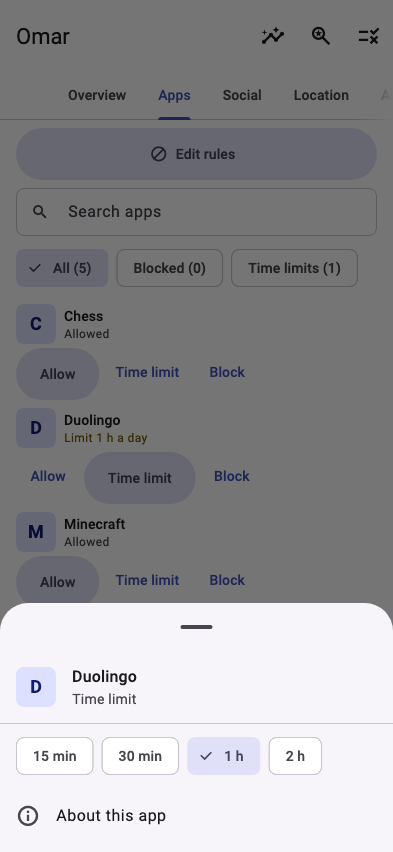 Omar
Overview Apps Social Location A
Edit rules
Search apps
All (5) Blocked (0) Time limits (1)
C Chess
Allowed
Allow Time limit Block
D Duolingo
Limit 1 h a day
Allow Time limit Block
M Minecraft
Allowed
Allow Time limit Block
D Duolingo
Time limit
15 min 30 min 1 h 2 h
About this app